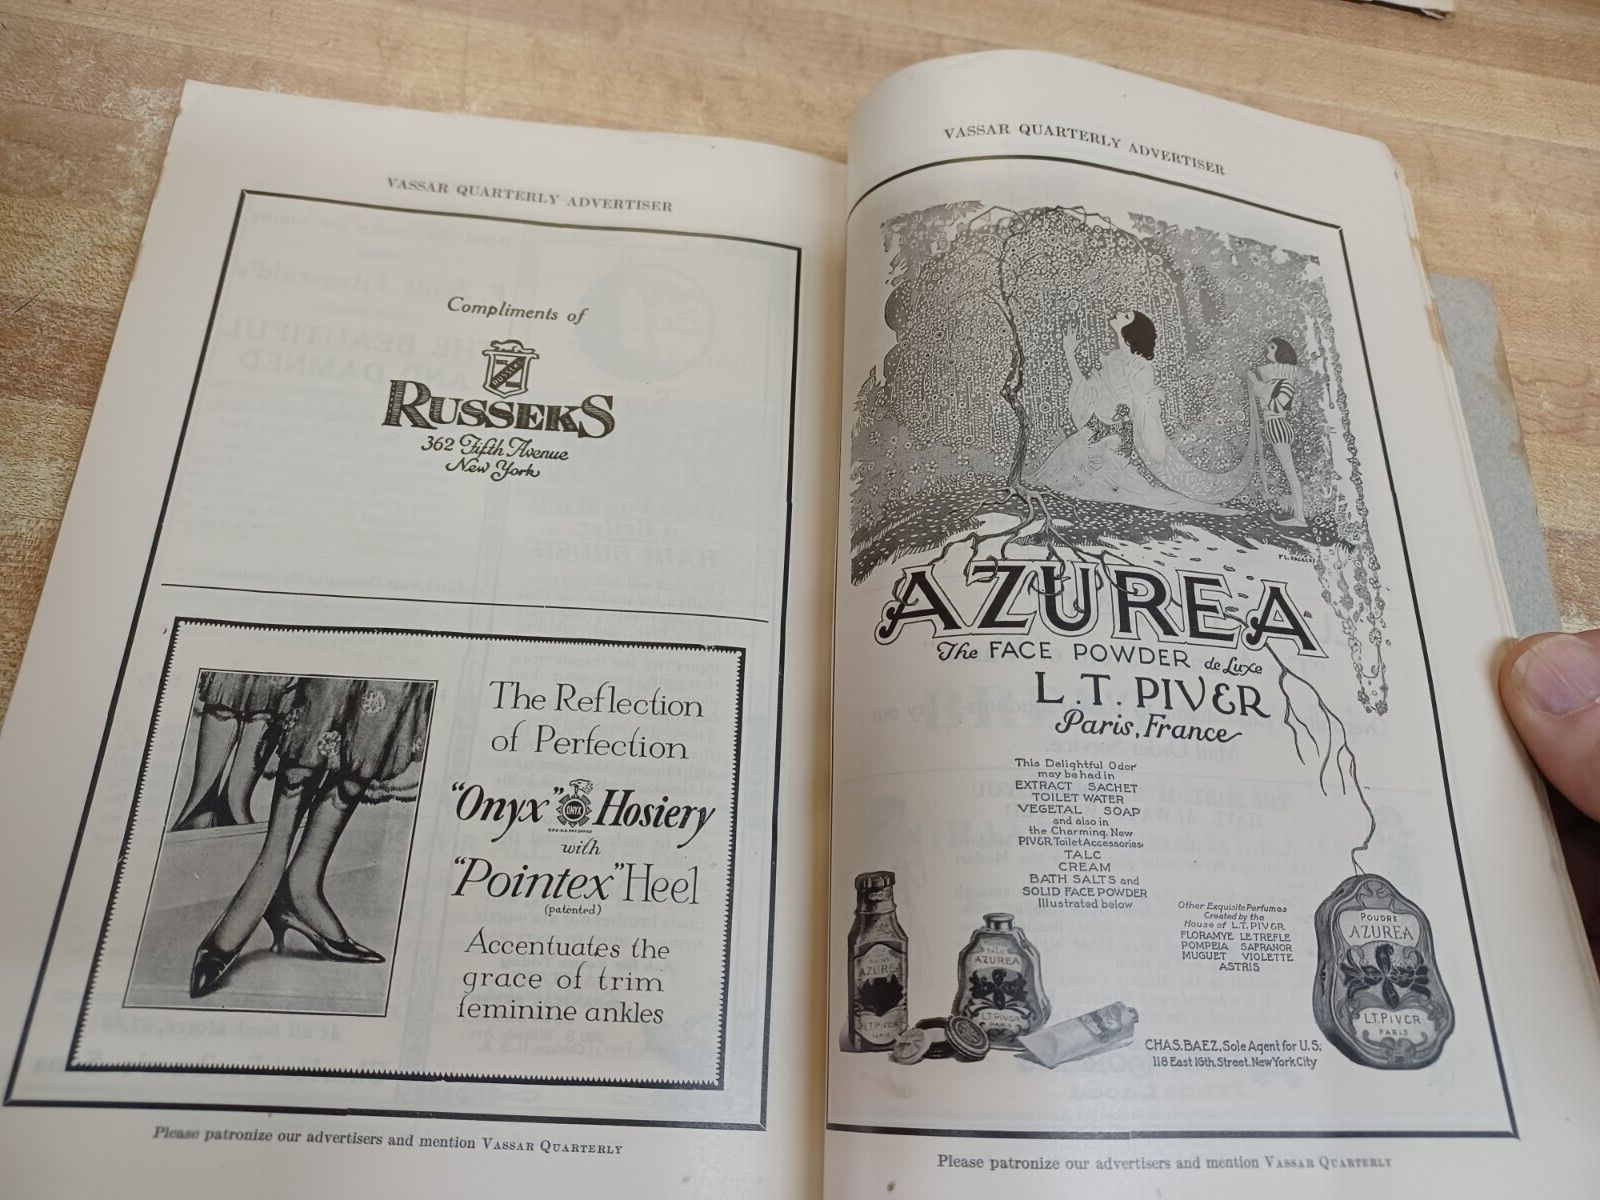 VASSAR QUARTERLY ADVERTISER
Compliments of
RUSSEKS
362 Fifth Avenue
New York
The Reflection
of Perfection
"Onyx" ONYX Hosiery
with
"Pointex" Heel
(patented)
Accentuates the
grace of trim
feminine ankles
Please patronize our advertisers and mention VASSAR QUARTERLY
VASSAR QUARTERLY ADVERTISER
AZUREA
The FACE POWDER de Luxe
L.T. PIVER
Paris, France
This Delightful Odor
may be had in
EXTRACT SACHET
TOILET WATER
VEGETAL SOAP
and also in
the Charming, New
PIVER Toilet Accessories
TALC
CREAM
BATH SALTS and
SOLID FACE POWDER
Illustrated below
Other Exquisite Perfumes
Created by the
House of L.T. PIVER
FLORAMYE LE TREFLE
POMPEIA SAFRANOR
MUGUET VIOLETTE
ASTRIS
AZUREA
L.T. PIVER
PARIS
TALC
AZUREA
L.T. PIVER
PARIS
POUDRE
AZUREA
L.T. PIVER
PARIS
CHAS. BAEZ, Sole Agent for U.S.
118 East 16th. Street. New York City
Please patronize our advertisers and mention VASSAR QUARTERLY